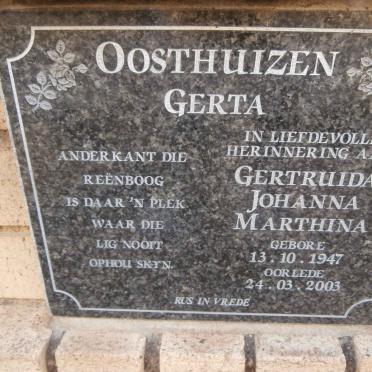 OOSTHUIZEN
GERTA
ANDERKANT DIE
REËNBOOG
IS DAAR 'N PLEK
WAAR DIE
LIG NOOIT
OPHOU SKYN.
IN LIEFDEVOLLE
HERINNERING A
GERTRUIDA
JOHANNA
MARTHINA
GEBORE
13.10.1947
OORLEDE
24.03.2003
RUS IN VREDE